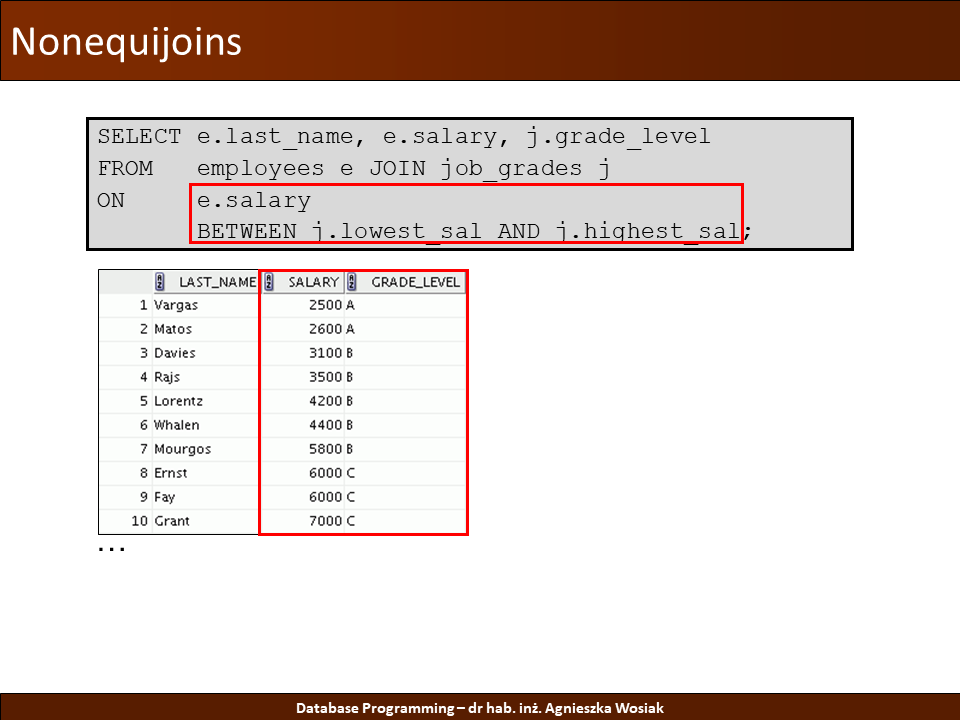 Nonequijoins
SELECT e.last_name, e.salary, j.grade_level
FROM employees e JOIN job_grades j
ON e.salary
BETWEEN j.lowest_sal AND j.highest_sal;
LAST_NAME SALARY GRADE_LEVEL
1 Vargas 2500 A
2 Matos 2600 A
3 Davies 3100 B
4 Rajs 3500 B
5 Lorentz 4200 B
6 Whalen 4400 B
7 Mourgos 5800 B
8 Ernst 6000 C
9 Fay 6000 C
10 Grant 7000 C
...
Database Programming – dr hab. inż. Agnieszka Wosiak